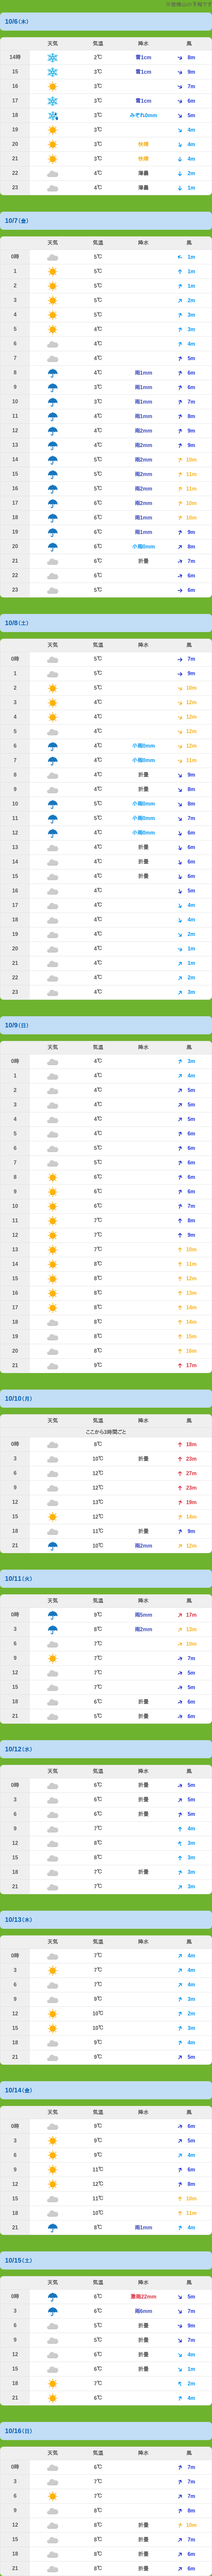 10/6(木)
天気 気温 降水 風
14時 2℃ 雪1cm 8m
15 3℃ 雪1cm 9m
16 3℃ 7m
17 3℃ 雪1cm 6m
18 3℃ みぞれ0mm 5m
19 3℃ 4m
20 3℃ 快晴 4m
21 3℃ 快晴 4m
22 4℃ 薄曇 2m
23 4℃ 薄曇 1m
10/7(金)
天気 気温 降水 風
0時 5℃ 1m
1 5℃ 1m
2 5℃ 1m
3 5℃ 2m
4 5℃ 3m
5 4℃ 3m
6 4℃ 4m
7 4℃ 5m
8 4℃ 雨1mm 6m
9 3℃ 雨1mm 6m
10 3℃ 雨1mm 7m
11 4℃ 雨1mm 8m
12 4℃ 雨2mm 9m
13 4℃ 雨2mm 9m
14 5℃ 雨2mm 10m
15 5℃ 雨2mm 11m
16 5℃ 雨2mm 11m
17 6℃ 雨2mm 10m
18 6℃ 雨1mm 10m
19 6℃ 雨1mm 9m
20 6℃ 小雨0mm 8m
21 6℃ 折曇 7m
22 6℃ 6m
23 5℃ 6m
10/8(土)
天気 気温 降水 風
0時 5℃ 7m
1 5℃ 9m
2 5℃ 10m
3 4℃ 12m
4 4℃ 12m
5 4℃ 12m
6 4℃ 小雨0mm 12m
7 4℃ 小雨0mm 11m
8 4℃ 折曇 9m
9 4℃ 折曇 8m
10 5℃ 小雨0mm 8m
11 5℃ 小雨0mm 7m
12 4℃ 小雨0mm 6m
13 4℃ 折曇 6m
14 4℃ 折曇 6m
15 4℃ 折曇 6m
16 4℃ 5m
17 4℃ 4m
18 4℃ 4m
19 4℃ 2m
20 4℃ 1m
21 4℃ 1m
22 4℃ 2m
23 4℃ 3m
10/9(日)
天気 気温 降水 風
0時 4℃ 3m
1 4℃ 4m
2 4℃ 5m
3 4℃ 5m
4 4℃ 5m
5 4℃ 6m
6 5℃ 6m
7 5℃ 6m
8 6℃ 6m
9 6℃ 6m
10 6℃ 7m
11 7℃ 8m
12 7℃ 9m
13 7℃ 10m
14 8℃ 11m
15 8℃ 12m
16 8℃ 13m
17 8℃ 14m
18 8℃ 14m
19 8℃ 15m
20 8℃ 16m
21 9℃ 17m
10/10(月)
天気 気温 降水 風
ここから3時間ごと
0時 8℃ 18m
3 10℃ 折曇 23m
6 12℃ 27m
9 12℃ 23m
12 13℃ 19m
15 12℃ 14m
18 11℃ 折曇 9m
21 10℃ 雨2mm 12m
10/11(火)
天気 気温 降水 風
0時 9℃ 雨5mm 17m
3 8℃ 雨2mm 13m
6 7℃ 10m
9 7℃ 7m
12 7℃ 5m
15 7℃ 5m
18 6℃ 折曇 6m
21 5℃ 折曇 6m
10/12(水)
天気 気温 降水 風
0時 6℃ 折曇 5m
3 6℃ 折曇 5m
6 6℃ 折曇 5m
9 7℃ 4m
12 8℃ 3m
15 8℃ 3m
18 7℃ 折曇 3m
21 7℃ 3m
10/13(木)
天気 気温 降水 風
0時 7℃ 4m
3 7℃ 4m
6 7℃ 4m
9 9℃ 3m
12 10℃ 2m
15 10℃ 3m
18 9℃ 4m
21 9℃ 5m
10/14(金)
天気 気温 降水 風
0時 9℃ 6m
3 9℃ 5m
6 9℃ 4m
9 11℃ 6m
12 12℃ 8m
15 11℃ 10m
18 10℃ 11m
21 8℃ 雨1mm 4m
10/15(土)
天気 気温 降水 風
0時 6℃ 激雨22mm 5m
3 6℃ 雨6mm 7m
6 5℃ 折曇 9m
9 5℃ 折曇 7m
12 6℃ 折曇 4m
15 6℃ 折曇 1m
18 7℃ 2m
21 6℃ 4m
10/16(日)
天気 気温 降水 風
0時 6℃ 7m
3 7℃ 7m
6 7℃ 7m
9 8℃ 8m
12 8℃ 折曇 10m
15 8℃ 折曇 7m
18 8℃ 折曇 6m
21 8℃ 折曇 6m